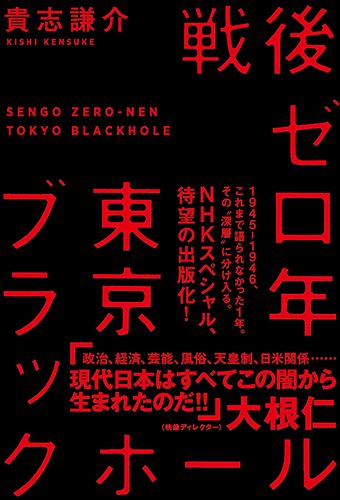 貴志謙介
KISHI KENSUKE
戦後ゼロ年
SENGO ZERO-NEN
TOKYO BLACKHOLE
東京
ブラックホール
1945–1946、
これまで語られなかった1年。
その“深層”に分け入る。
NHKスペシャル、
待望の出版化!
「政治、経済、芸能、風俗、天皇制、日米関係……
現代日本はすべてこの闇から
生まれたのだ!!」大根仁
(映像ディレクター)